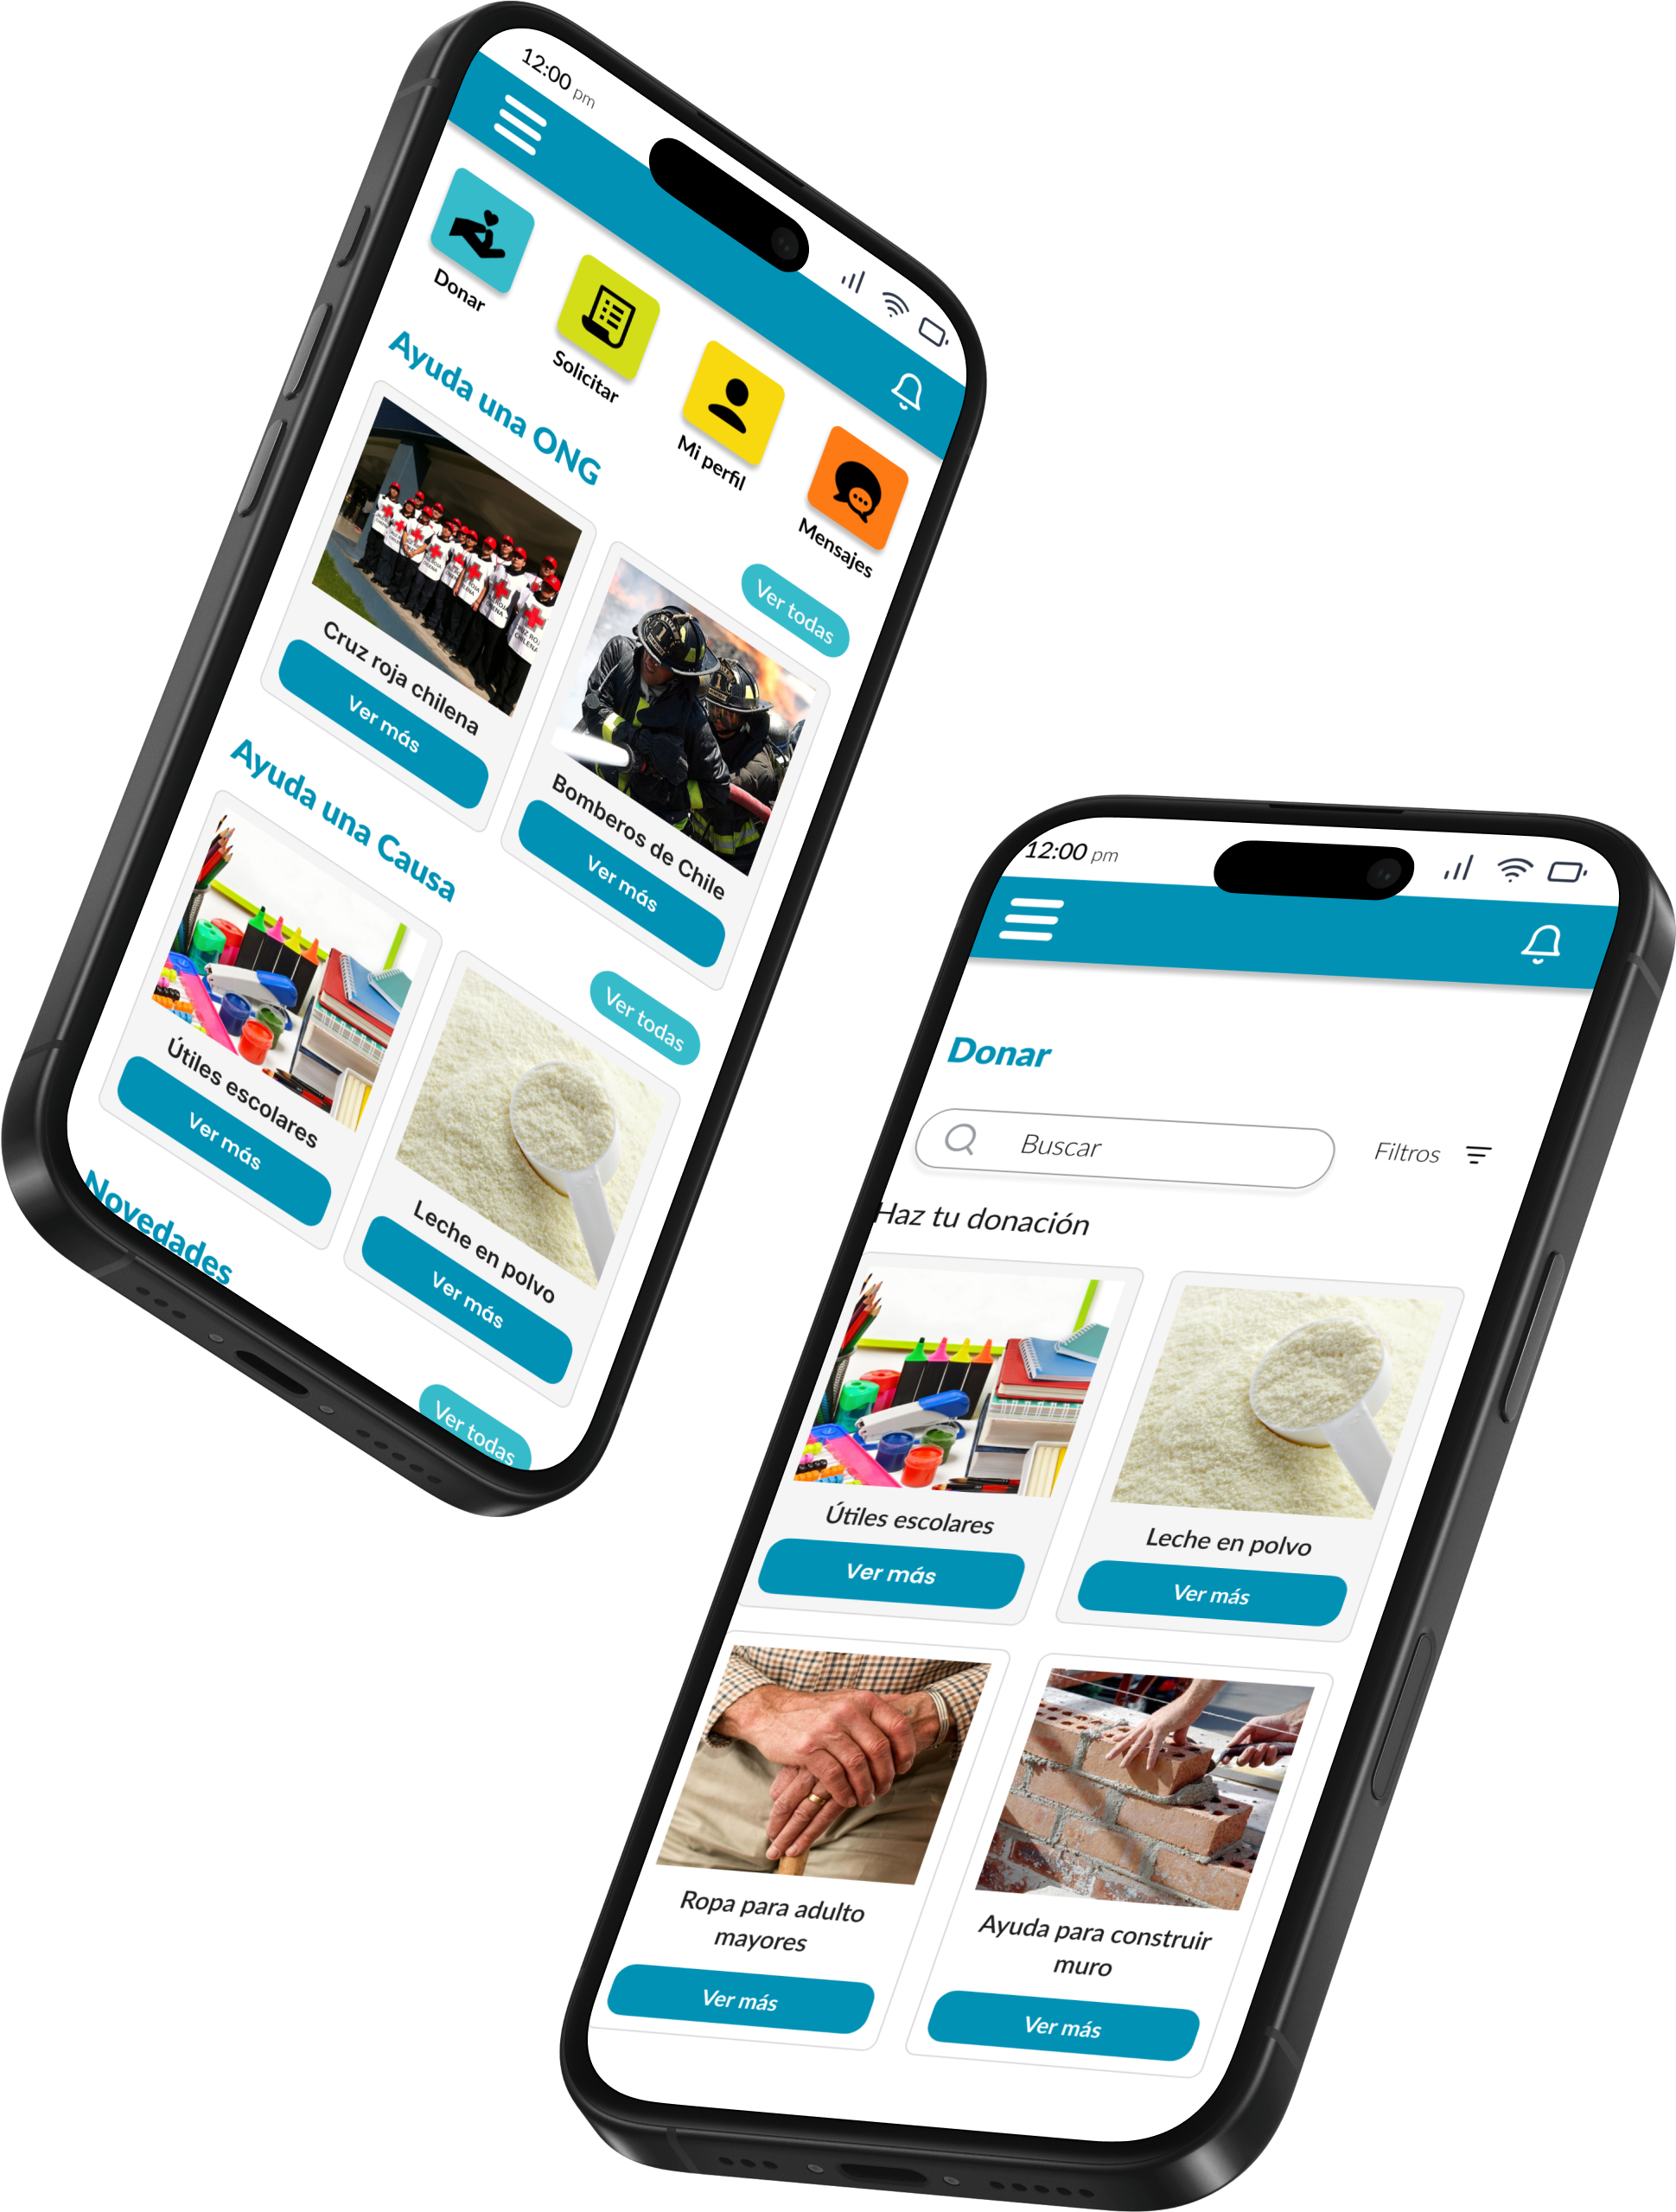 12:00 pm
Donar
Solicitar
Mi perfil
Mensajes
Ayuda una ONG
Ver todas
Cruz roja chilena
Ver más
Bomberos de Chile
Ver más
Ayuda una Causa
Ver todas
Útiles escolares
Ver más
Leche en polvo
Ver más
Novedades
Ver todas
12:00 pm
Donar
Buscar
Filtros
Haz tu donación
Útiles escolares
Ver más
Leche en polvo
Ver más
Ropa para adulto
mayores
Ver más
Ayuda para construir
muro
Ver más